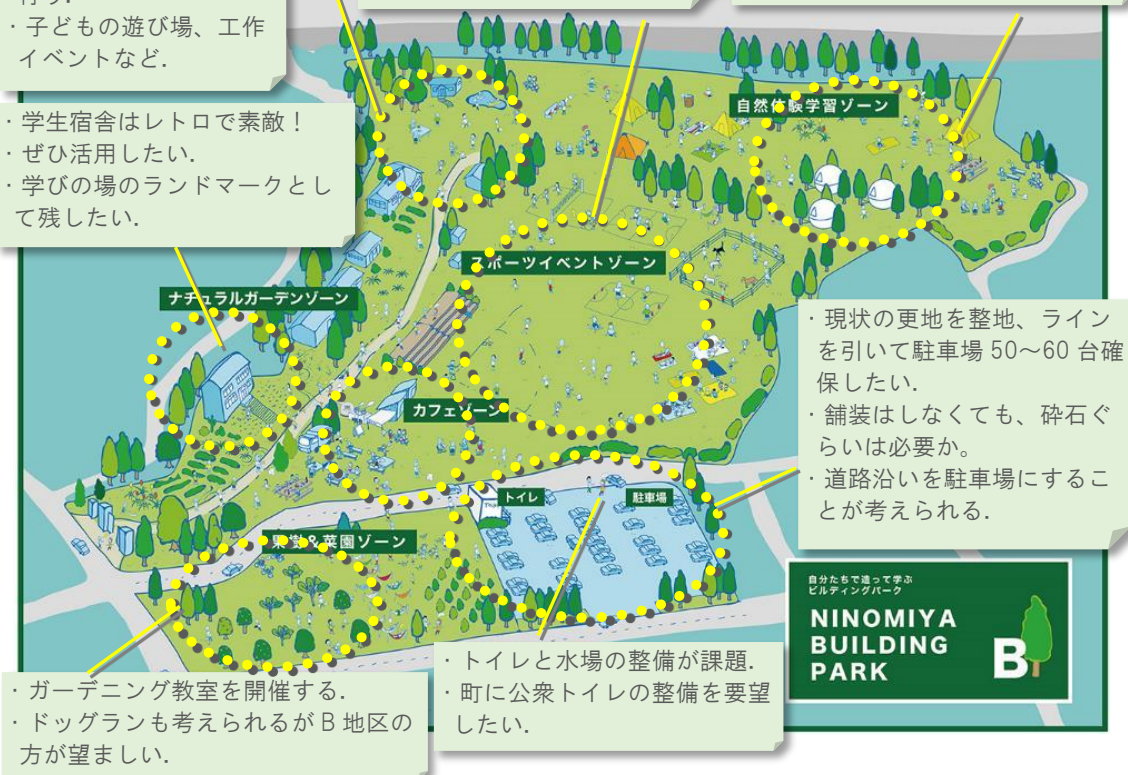 ・子どもの遊び場、工作
イベントなど.
・学生宿舎はレトロで素敵！
・ぜひ活用したい.
・学びの場のランドマークとし
て残したい.
自然体験学習ゾーン
スポーツイベントゾーン
ナチュラルガーデンゾーン
カフェゾーン
・現状の更地を整地、ライン
を引いて駐車場 50～60 台確
保したい.
・舗装はしなくても、砕石ぐ
らいは必要か。
・道路沿いを駐車場にするこ
とが考えられる.
トイレ
駐車場
果樹&菜園ゾーン
自分たちで造って学ぶ
ビルディングパーク
NINOMIYA
BUILDING
PARK
B
・トイレと水場の整備が課題.
・町に公衆トイレの整備を要望
したい.
・ガーデニング教室を開催する.
・ドッグランも考えられるが B 地区の
方が望ましい.